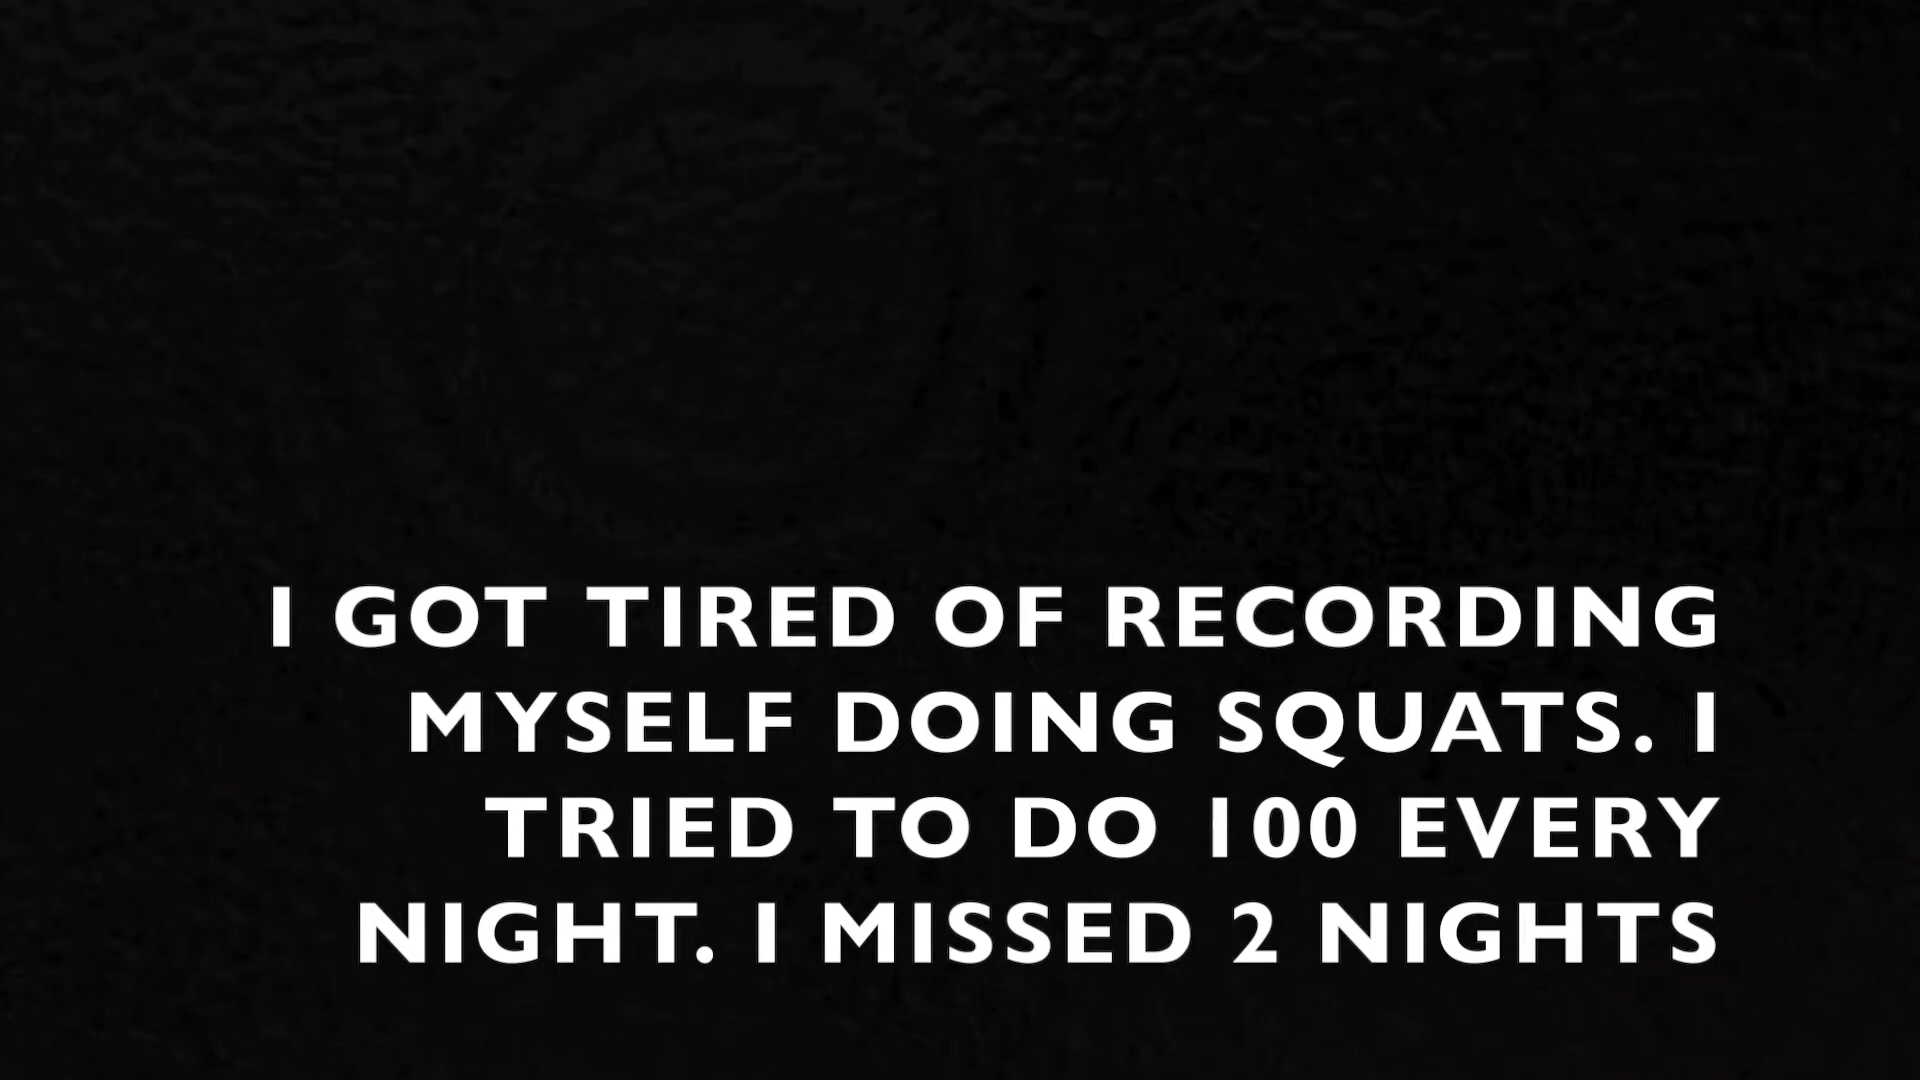 I GOT TIRED OF RECORDING
MYSELF DOING SQUATS. I
TRIED TO DO 100 EVERY
NIGHT. I MISSED 2 NIGHTS